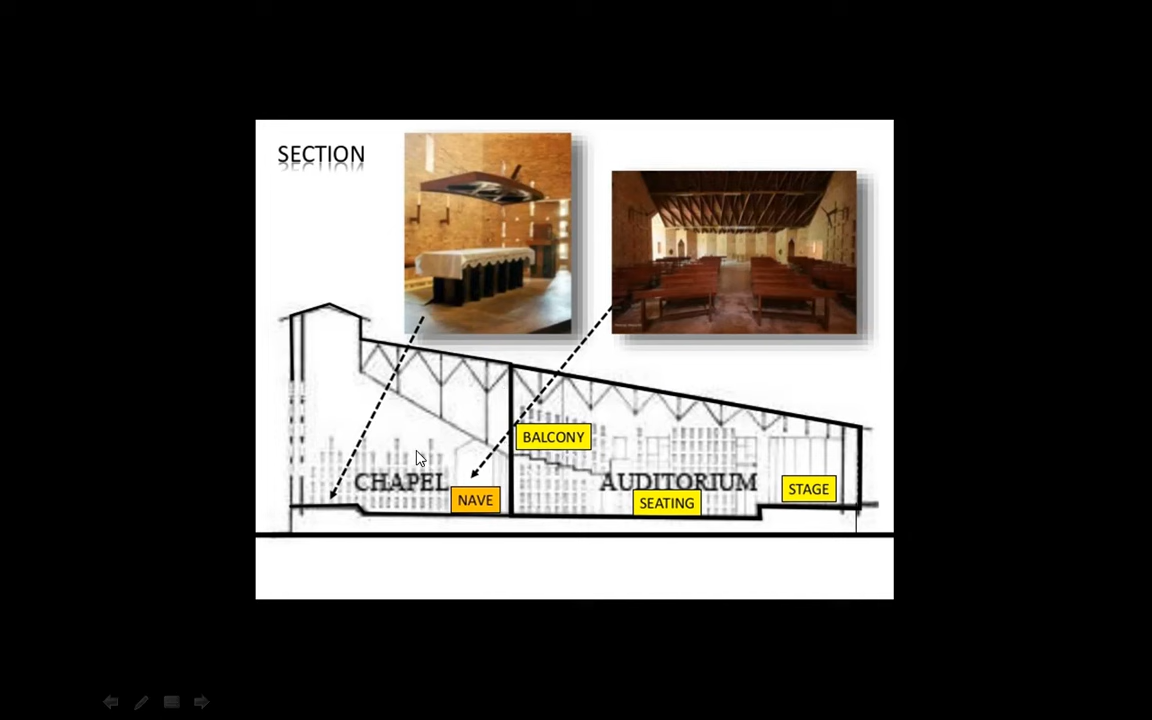 SECTION
BALCONY
CHAPEL
AUDITORIUM
NAVE
SEATING
STAGE